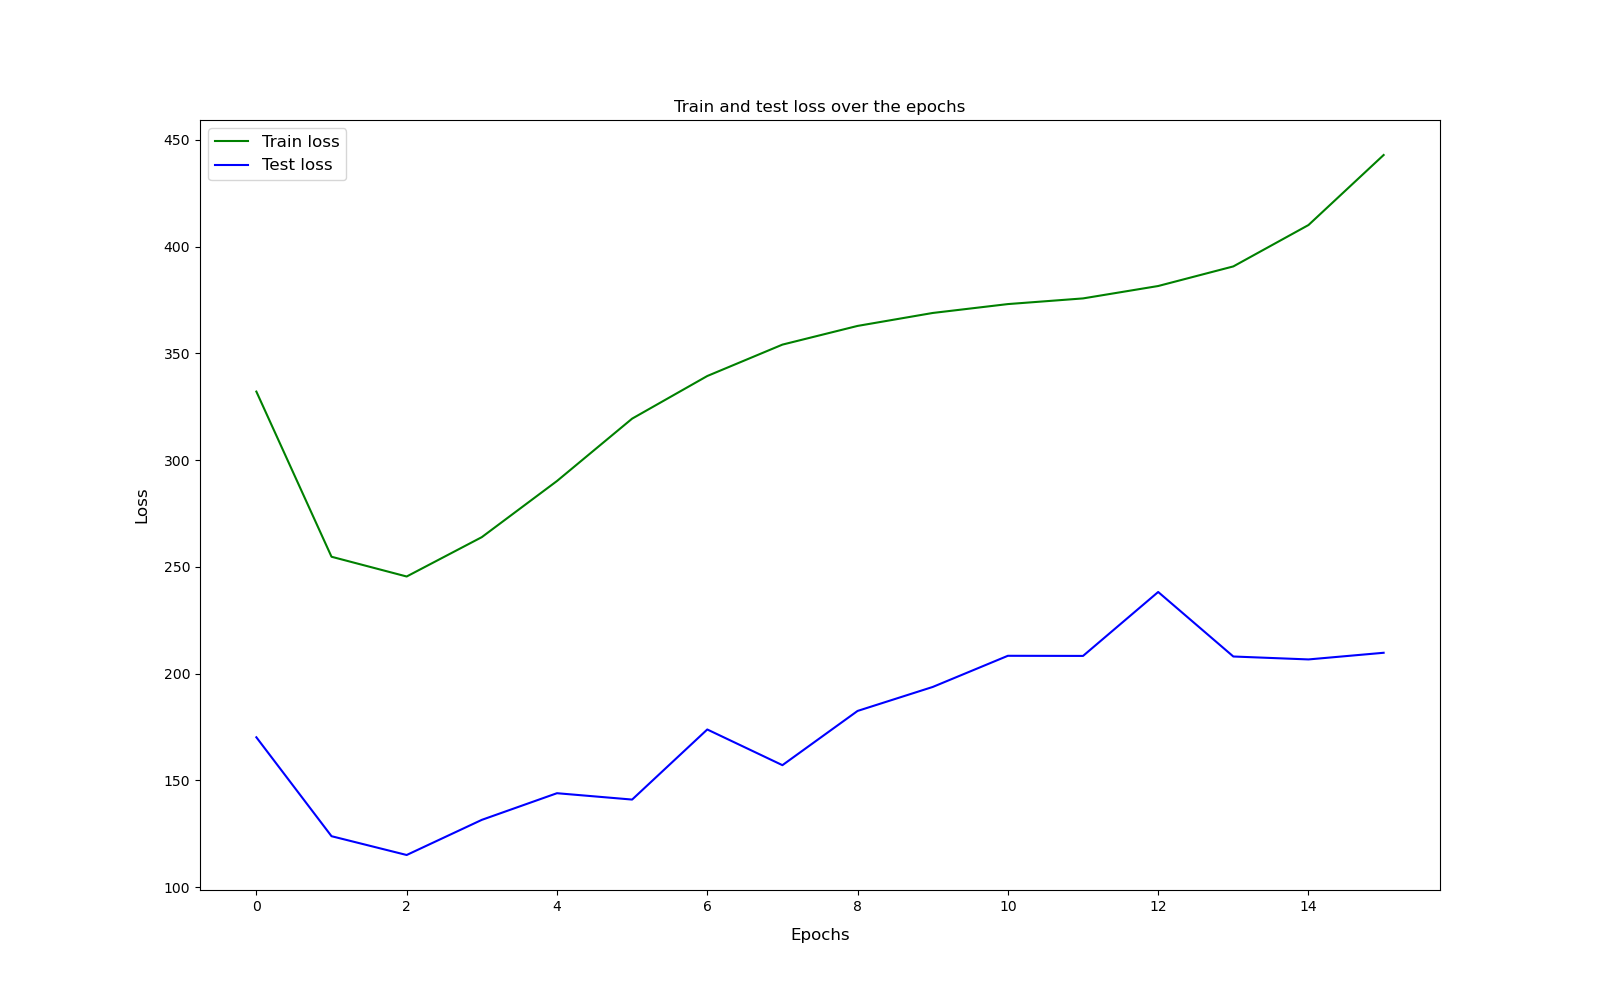 Train and test loss over the epochs
Train loss
Test loss
450
400
350
300
250
200
150
100
Loss
0 2 4 6 8 10 12 14
Epochs